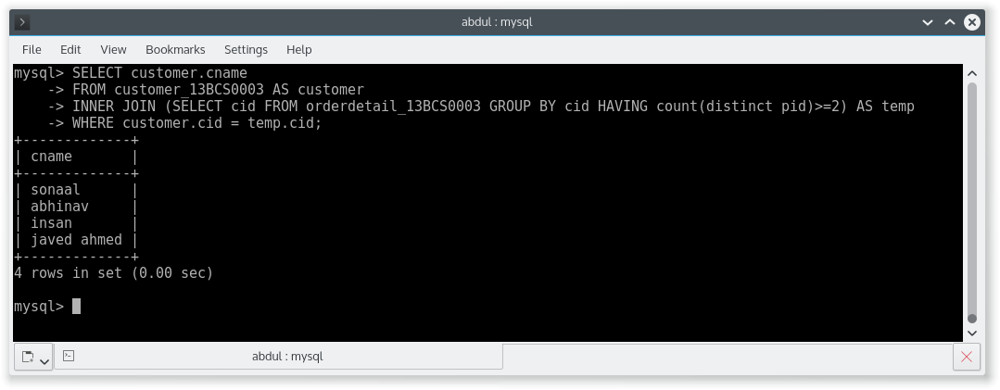 abdul : mysql
File Edit View Bookmarks Settings Help
mysql> SELECT customer.cname
    -> FROM customer_13BCS0003 AS customer
    -> INNER JOIN (SELECT cid FROM orderdetail_13BCS0003 GROUP BY cid HAVING count(distinct pid)>=2) AS temp
    -> WHERE customer.cid = temp.cid;
+-------------+
| cname       |
+-------------+
| sonaal      |
| abhinav     |
| insan       |
| javed ahmed |
+-------------+
4 rows in set (0.00 sec)
mysql>
abdul : mysql